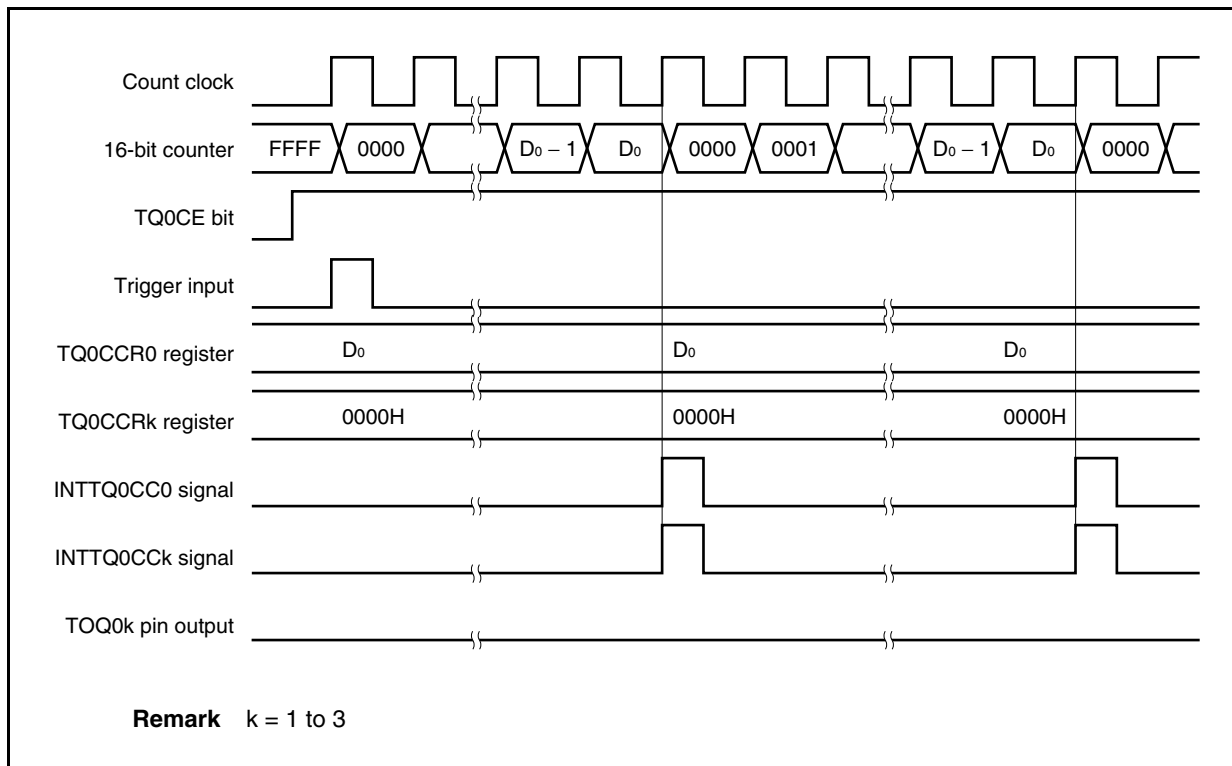 Count clock
16-bit counter FFFF 0000 D₀ − 1 D₀ 0000 0001 D₀ − 1 D₀ 0000
TQ0CE bit
Trigger input
TQ0CCR0 register D₀ D₀ D₀
TQ0CCRk register 0000H 0000H 0000H
INTTQ0CC0 signal
INTTQ0CCk signal
TOQ0k pin output
Remark k = 1 to 3